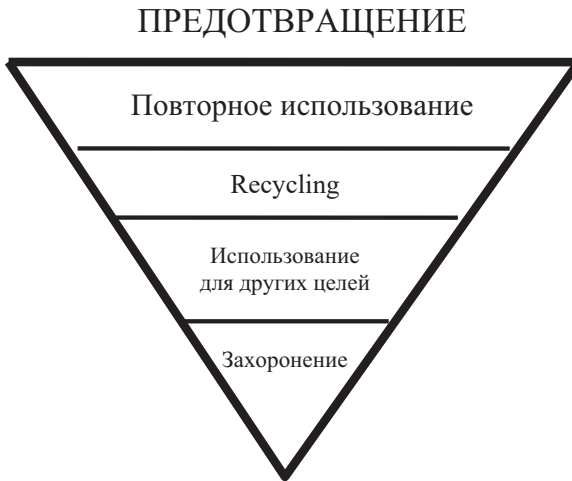 ПРЕДОТВРАЩЕНИЕ
Повторное использование
Recycling
Использование
для других целей
Захоронение